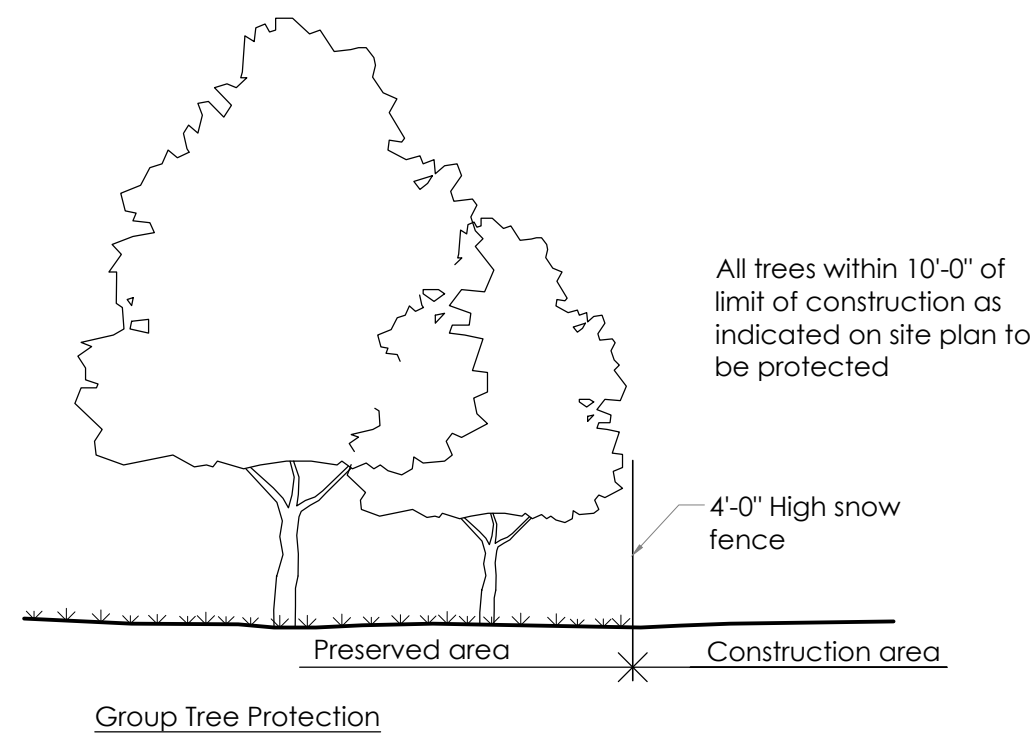 All trees within 10'-0" of
limit of construction as
indicated on site plan to
be protected
4'-0" High snow
fence
Preserved area
Construction area
Group Tree Protection